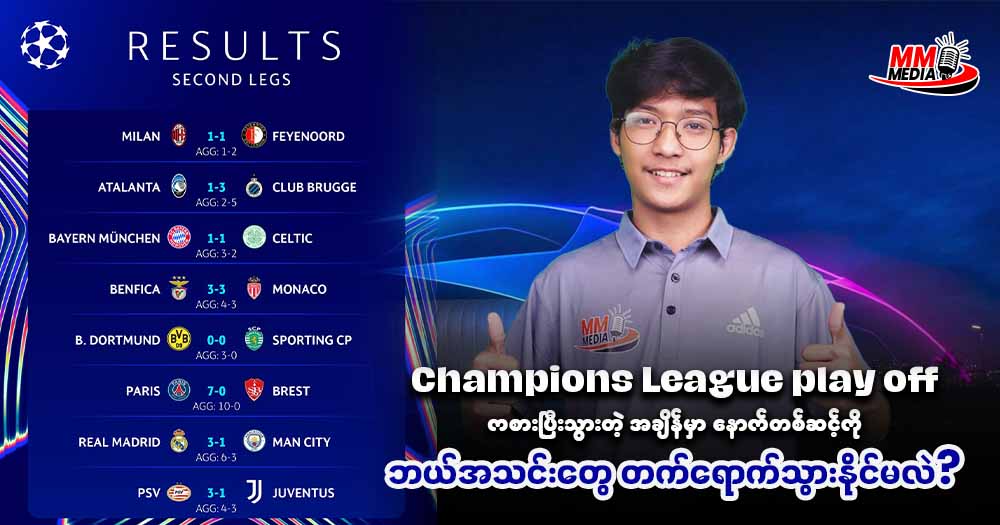 RESULTS
SECOND LEGS
MILAN 1-1 FEYENOORD
AGG: 1-2
ATALANTA 1-3 CLUB BRUGGE
AGG: 2-5
BAYERN MÜNCHEN 1-1 CELTIC
AGG: 3-2
BENFICA 3-3 MONACO
AGG: 4-3
B. DORTMUND 0-0 SPORTING CP
AGG: 3-0
PARIS 7-0 BREST
AGG: 10-0
REAL MADRID 3-1 MAN CITY
AGG: 6-3
PSV 3-1 JUVENTUS
AGG: 4-3
MM
MEDIA
MM
MEDIA
adidas
Champions League play off
ကစားပြီးသွားတဲ့ အချိန်မှာ နောက်တစ်ဆင့်ကို
ဘယ်အသင်းတွေ တက်ရောက်သွားနိုင်မလဲ?